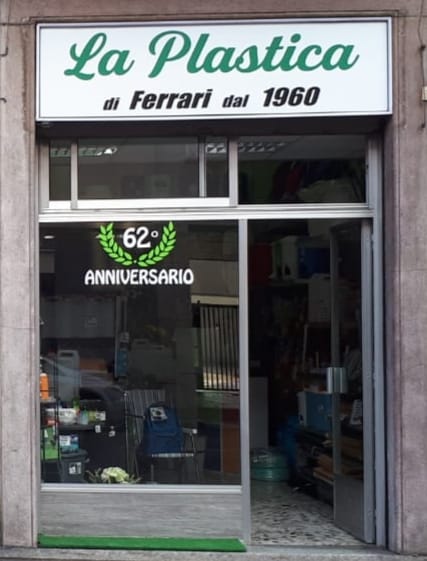 La Plastica
di Ferrari dal 1960
62°
ANNIVERSARIO